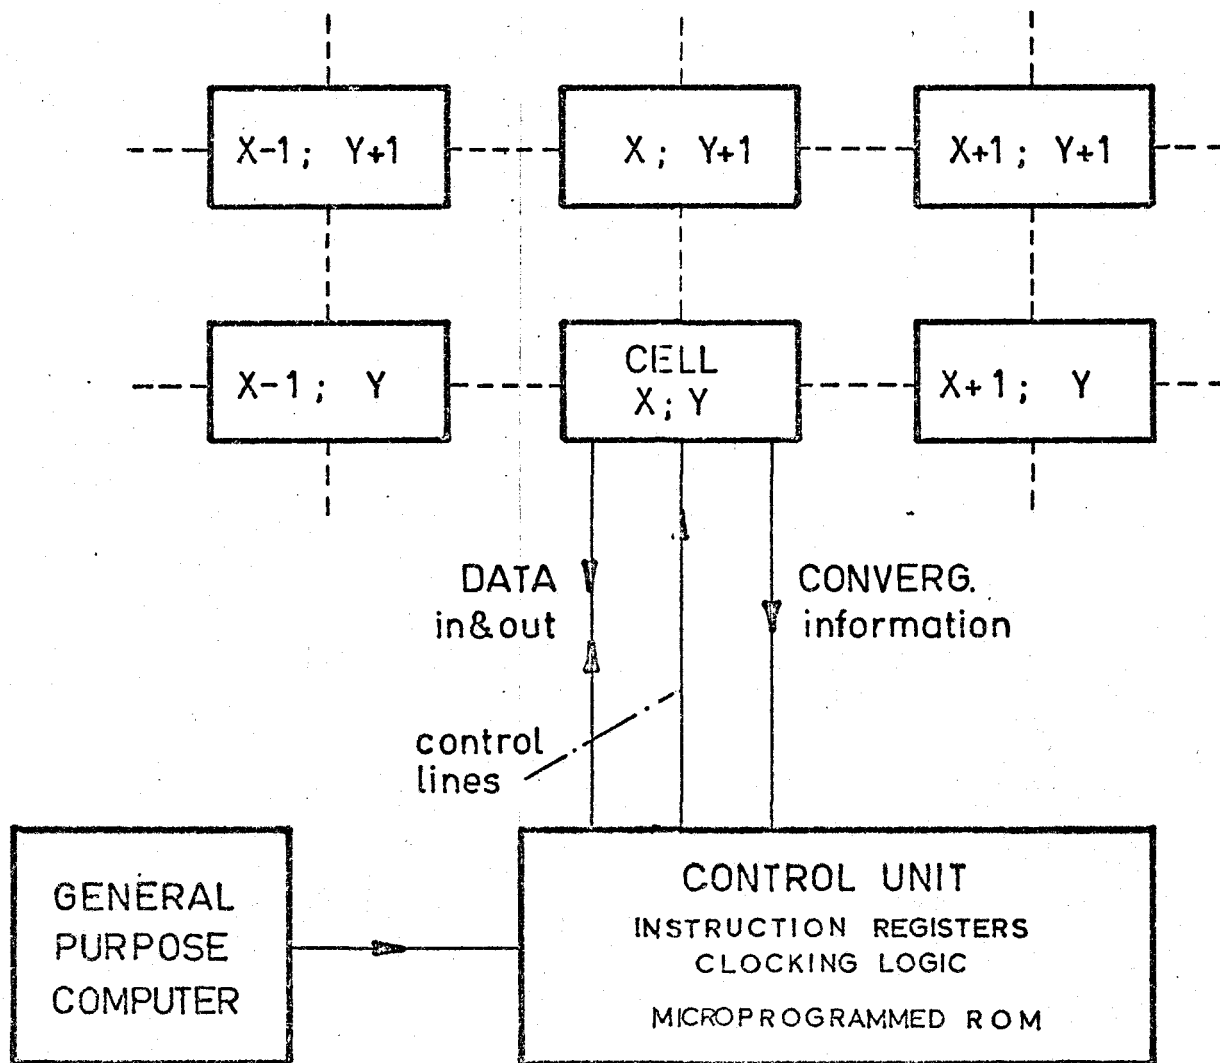 X-1; Y+1
X; Y+1
X+1; Y+1
X-1; Y
CELL
X; Y
X+1; Y
DATA
in&out
CONVERG.
information
control
lines
GENERAL
PURPOSE
COMPUTER
CONTROL UNIT
INSTRUCTION REGISTERS
CLOCKING LOGIC
MICROPROGRAMMED ROM